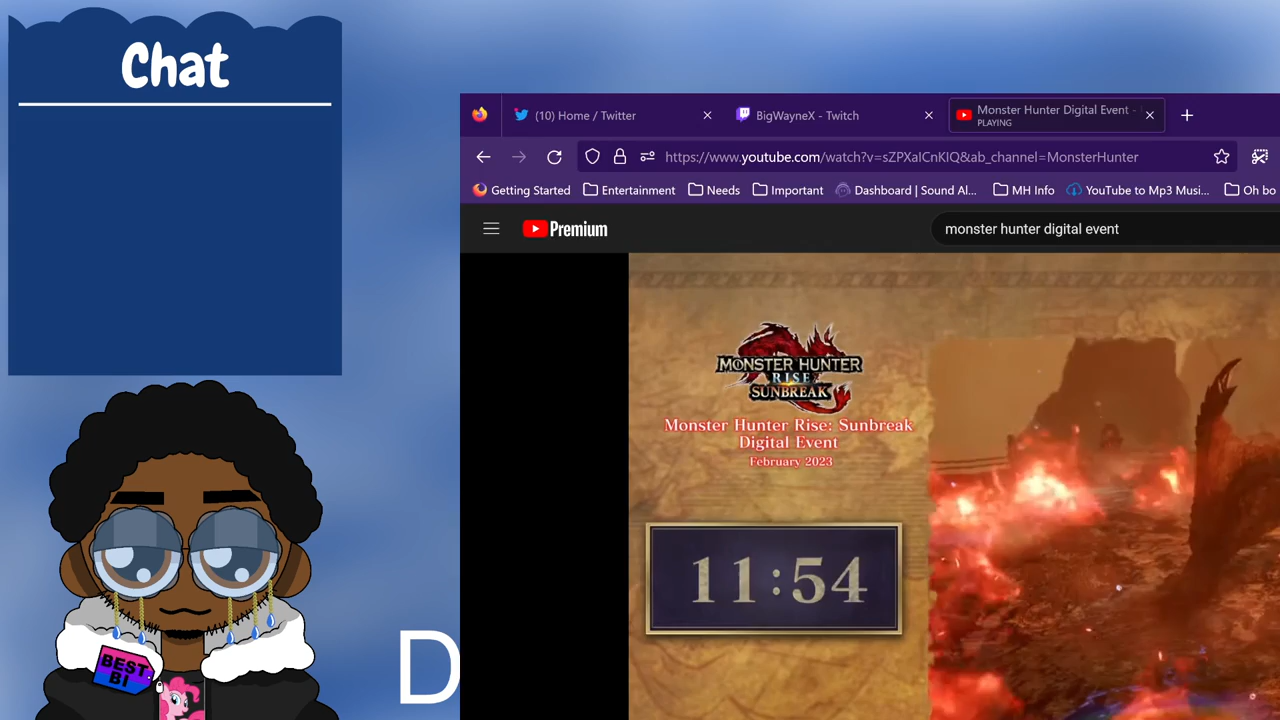 Chat
(10) Home / Twitter
BigWayneX - Twitch
Monster Hunter Digital Event -
PLAYING
https://www.youtube.com/watch?v=sZPXaICnKIQ&ab_channel=MonsterHunter
Getting Started
Entertainment
Needs
Important
Dashboard | Sound Al...
MH Info
YouTube to Mp3 Musi...
Oh bo
Premium
monster hunter digital event
MONSTER HUNTER
RISE
SUNBREAK
Monster Hunter Rise: Sunbreak
Digital Event
February 2023
11:54
BEST
BI
D